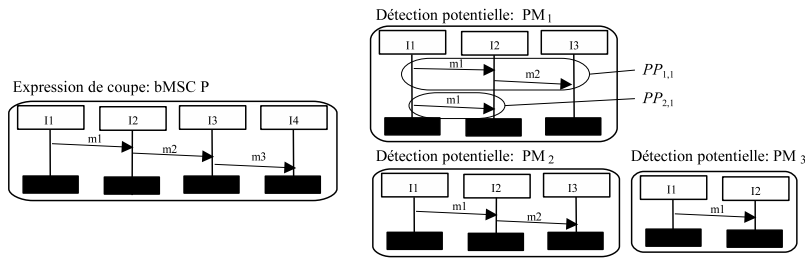 Détection potentielle: PM1
I1 I2 I3
m1
m2
PP1,1
m1
PP2,1
Expression de coupe: bMSC P
I1 I2 I3 I4
m1
m2
m3
Détection potentielle: PM 2
I1 I2 I3
m1
m2
Détection potentielle: PM 3
I1 I2
m1